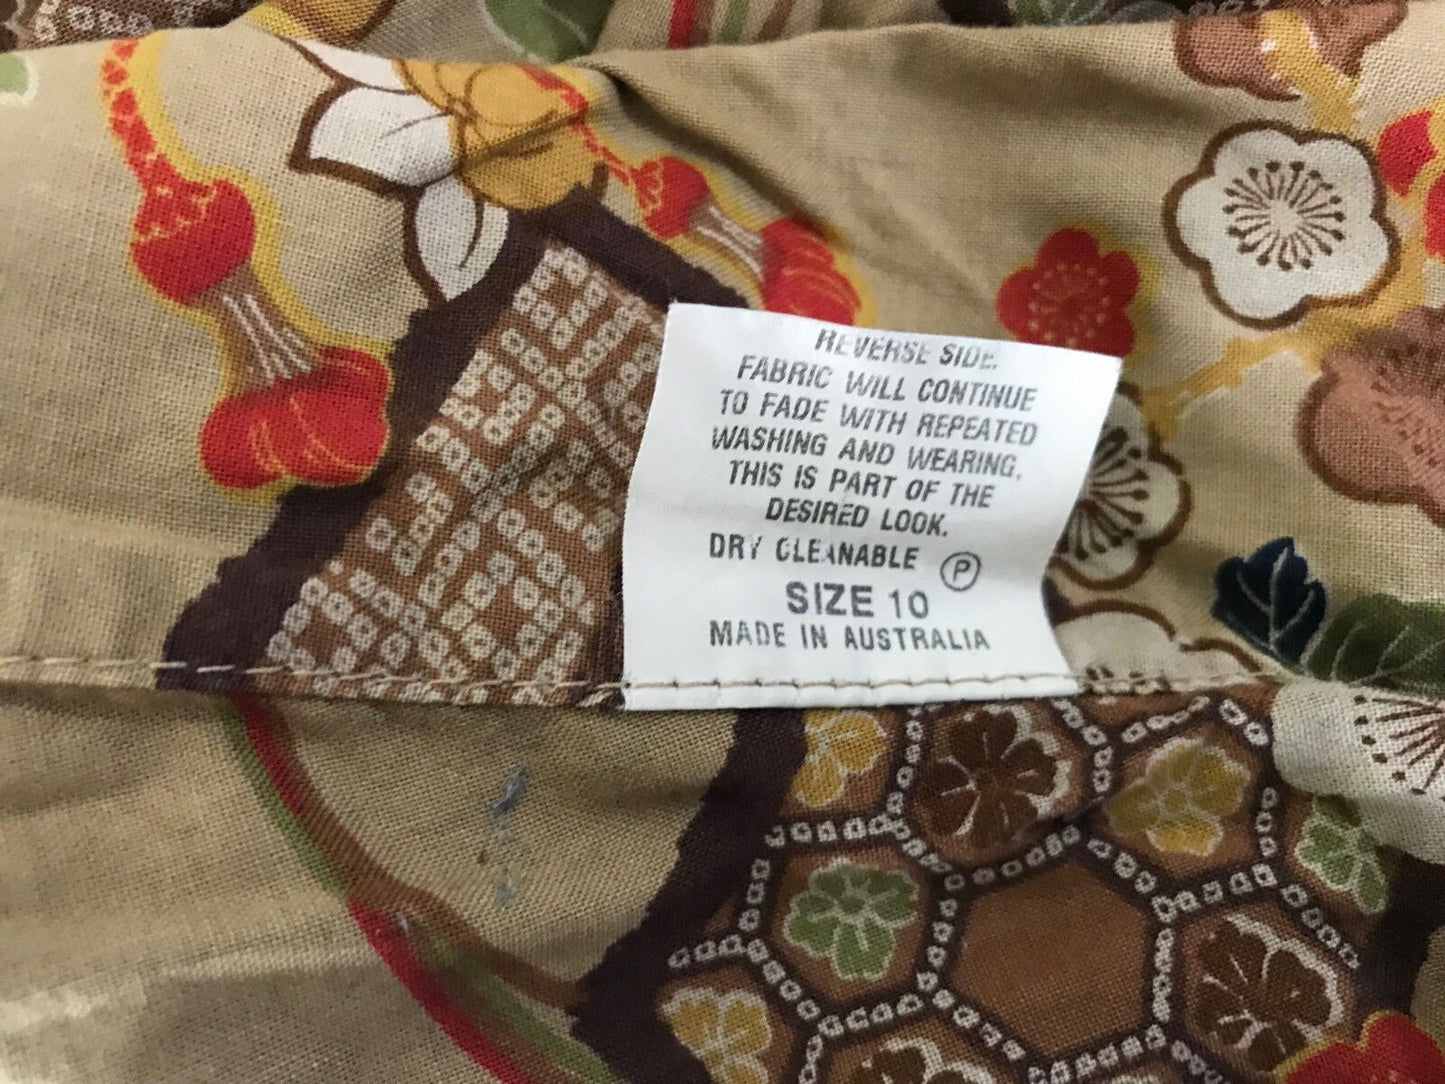 REVERSE SIDE.
FABRIC WILL CONTINUE
TO FADE WITH REPEATED
WASHING AND WEARING.
THIS IS PART OF THE
DESIRED LOOK.
DRY CLEANABLE Ⓟ
SIZE 10
MADE IN AUSTRALIA